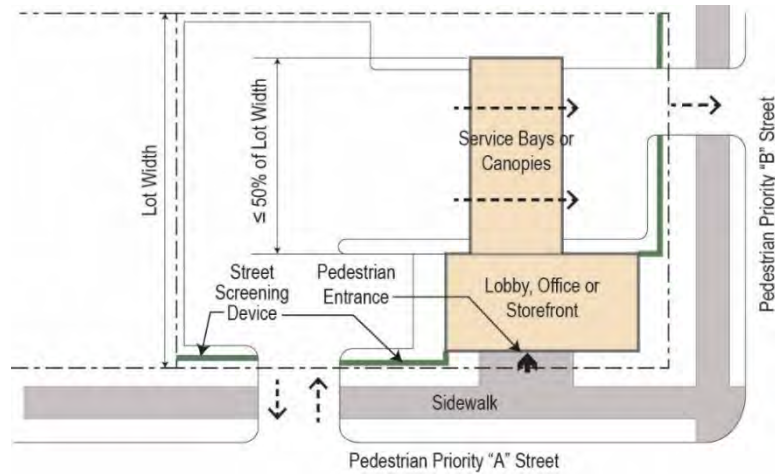 Lot Width
≤ 50% of Lot Width
Service Bays or
Canopies
Pedestrian Priority “B” Street
Street
Screening
Device
Pedestrian
Entrance
Lobby, Office or
Storefront
Sidewalk
Pedestrian Priority “A” Street